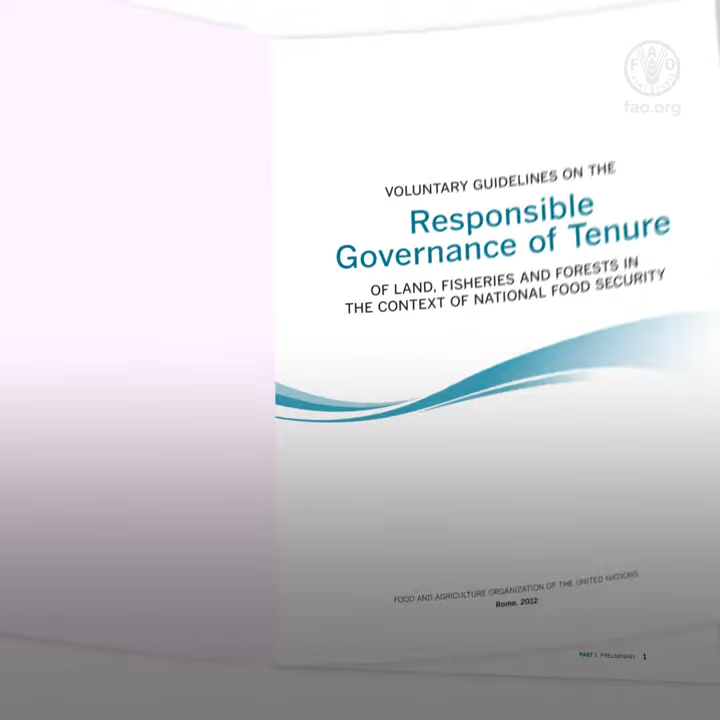 FAO
fao.org
VOLUNTARY GUIDELINES ON THE
Responsible
Governance of Tenure
OF LAND, FISHERIES AND FORESTS IN
THE CONTEXT OF NATIONAL FOOD SECURITY
FOOD AND AGRICULTURE ORGANIZATION OF THE UNITED NATIONS
Rome, 2012
PART 1 PRELIMINARY 1